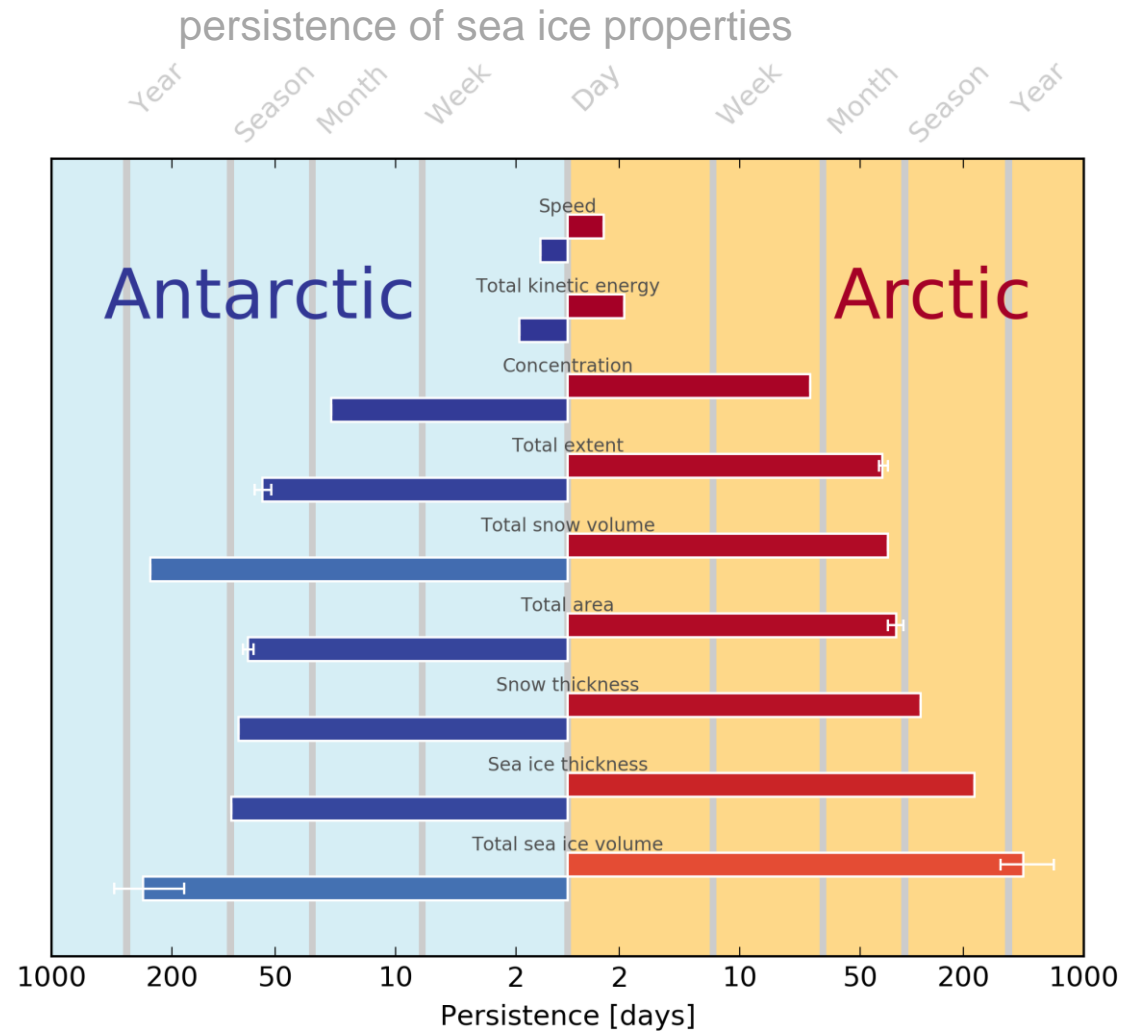 persistence of sea ice properties
Year Season Month Week Day Week Month Season Year
Speed
Total kinetic energy
Antarctic Arctic
Concentration
Total extent
Total snow volume
Total area
Snow thickness
Sea ice thickness
Total sea ice volume
1000 200 50 10 2 2 10 50 200 1000
Persistence [days]